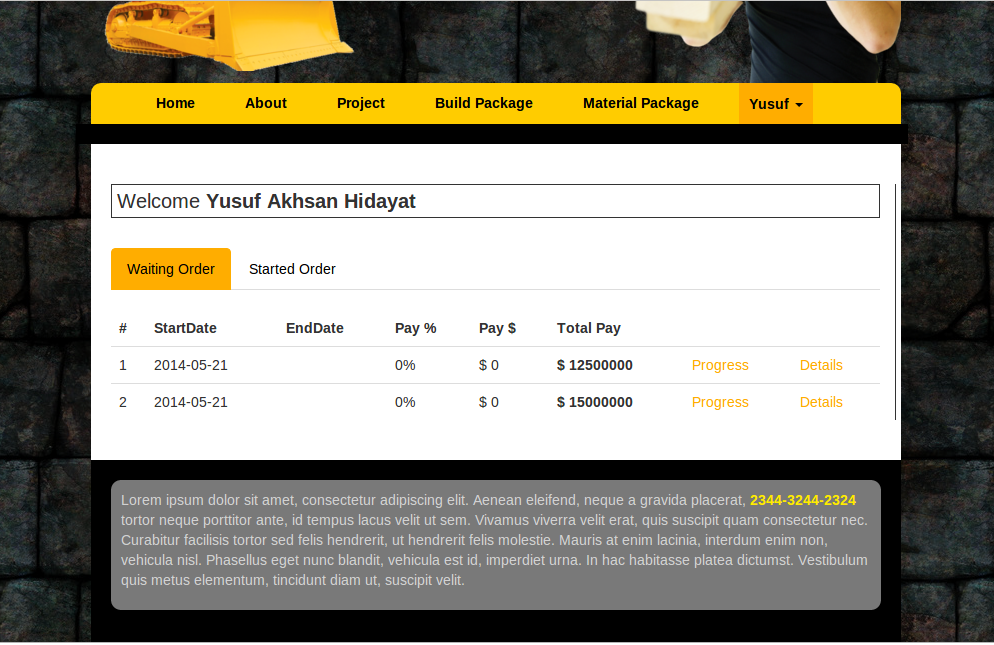 Home About Project Build Package Material Package Yusuf
Welcome Yusuf Akhsan Hidayat
Waiting Order Started Order
# StartDate EndDate Pay % Pay $ Total Pay
1 2014-05-21 0% $ 0 $ 12500000 Progress Details
2 2014-05-21 0% $ 0 $ 15000000 Progress Details
Lorem ipsum dolor sit amet, consectetur adipiscing elit. Aenean eleifend, neque a gravida placerat, 2344-3244-2324
tortor neque porttitor ante, id tempus lacus velit ut sem. Vivamus viverra velit erat, quis suscipit quam consectetur nec.
Curabitur facilisis tortor sed felis hendrerit, ut hendrerit felis molestie. Mauris at enim lacinia, interdum enim non,
vehicula nisl. Phasellus eget nunc blandit, vehicula est id, imperdiet urna. In hac habitasse platea dictumst. Vestibulum
quis metus elementum, tincidunt diam ut, suscipit velit.